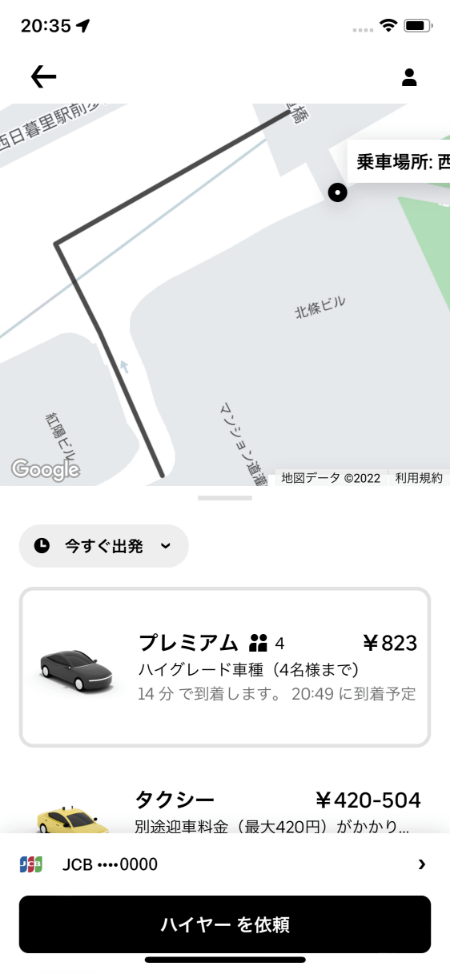 20:35
西日暮里駅前
橋
乗車場所: 西
北條ビル
紅陽ビル
マンション道灌
Google
地図データ ©2022 利用規約
今すぐ出発
プレミアム 4 ¥823
ハイグレード車種（4名様まで）
14 分 で到着します。 20:49 に到着予定
タクシー ¥420-504
別途迎車料金（最大420円）がかかり...
JCB
JCB ••••0000 ›
ハイヤー を依頼